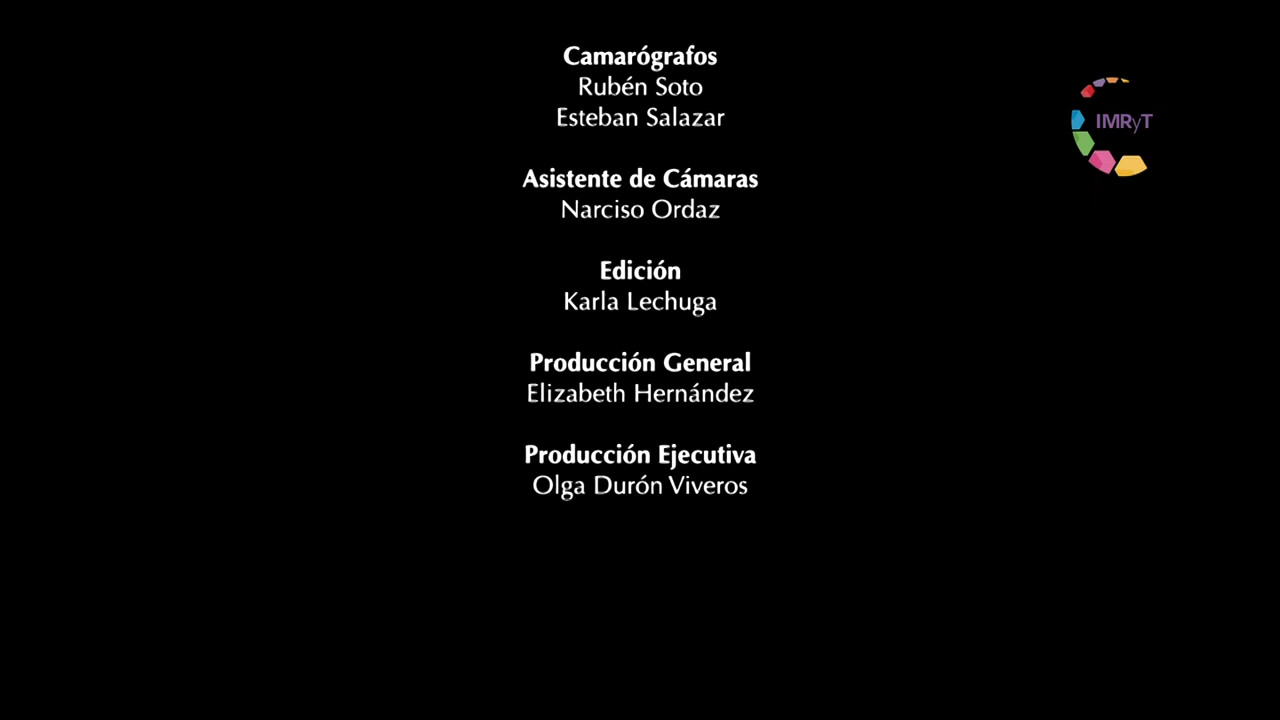 Camarógrafos
Rubén Soto
Esteban Salazar
IMRyT
Asistente de Cámaras
Narciso Ordaz
Edición
Karla Lechuga
Producción General
Elizabeth Hernández
Producción Ejecutiva
Olga Durón Viveros